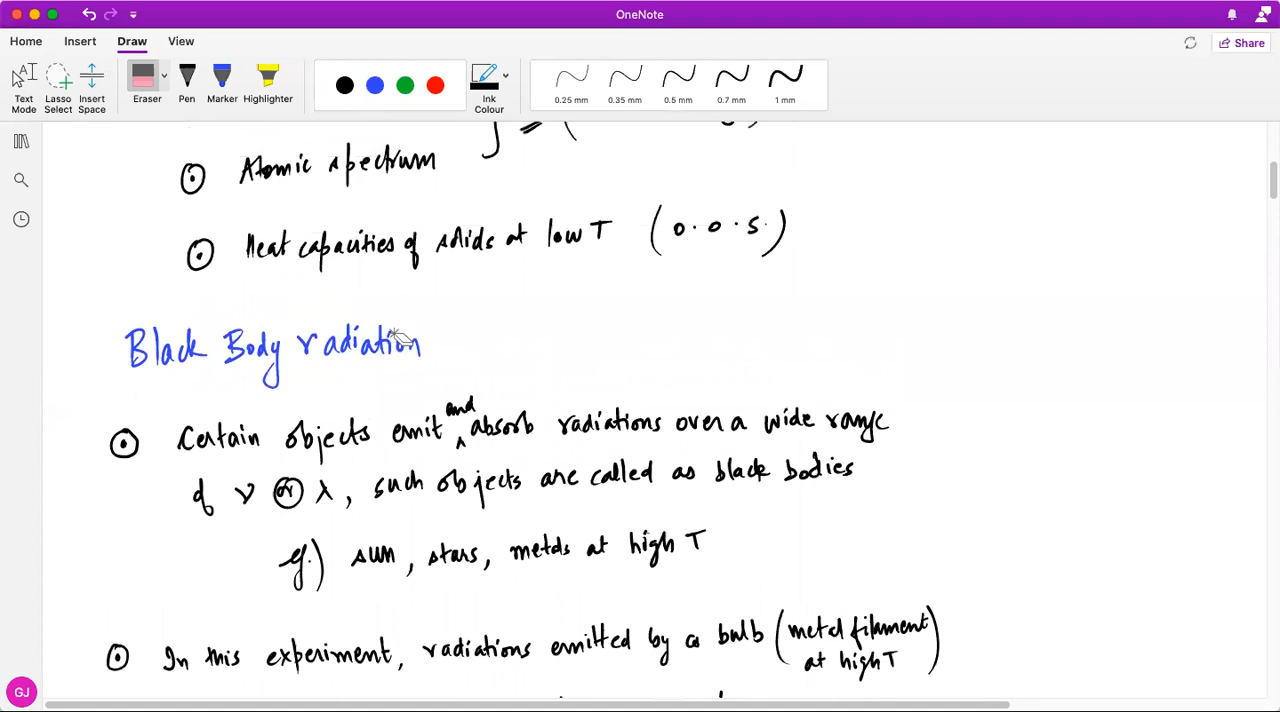 OneNote
Home Insert Draw View
Share
Text Mode
Lasso Select
Insert Space
Eraser
Pen
Marker
Highlighter
Ink Colour
0.25 mm 0.35 mm 0.5 mm 0.7 mm 1 mm
⊙ Atomic spectrum
⊙ Heat capacities of solids at low T (O.O.S.)
Black Body radiation
⊙ Certain objects emit and absorb radiations over a wide range
of ν or λ, such objects are called as black bodies
eg.) sun, stars, metals at high T
⊙ In this experiment, radiations emitted by a bulb (metal filament
at high T)
GJ